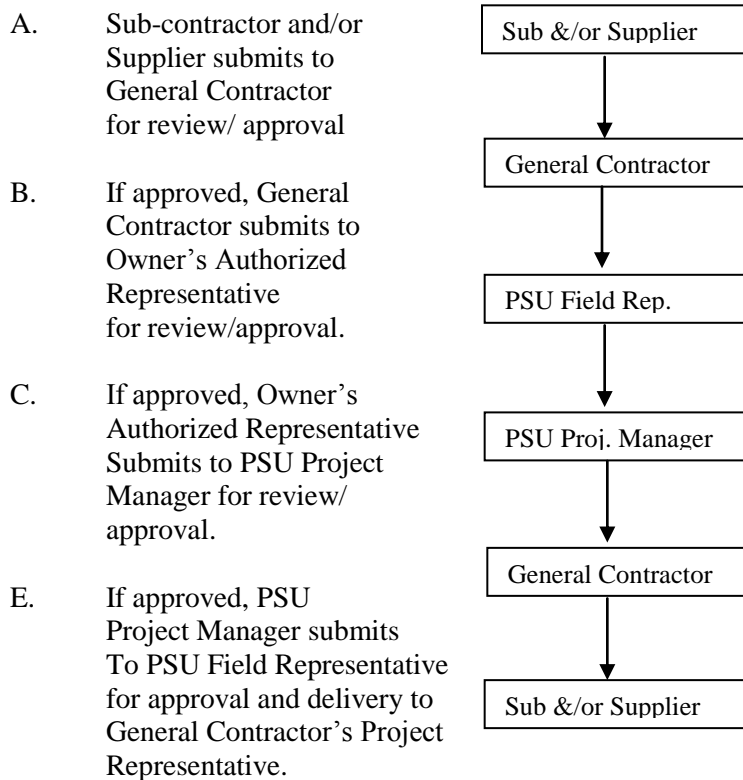 A. Sub-contractor and/or
Supplier submits to
General Contractor
for review/ approval
B. If approved, General
Contractor submits to
Owner’s Authorized
Representative
for review/approval.
C. If approved, Owner’s
Authorized Representative
Submits to PSU Project
Manager for review/
approval.
E. If approved, PSU
Project Manager submits
To PSU Field Representative
for approval and delivery to
General Contractor’s Project
Representative.
Sub &/or Supplier
General Contractor
PSU Field Rep.
PSU Proj. Manager
General Contractor
Sub &/or Supplier